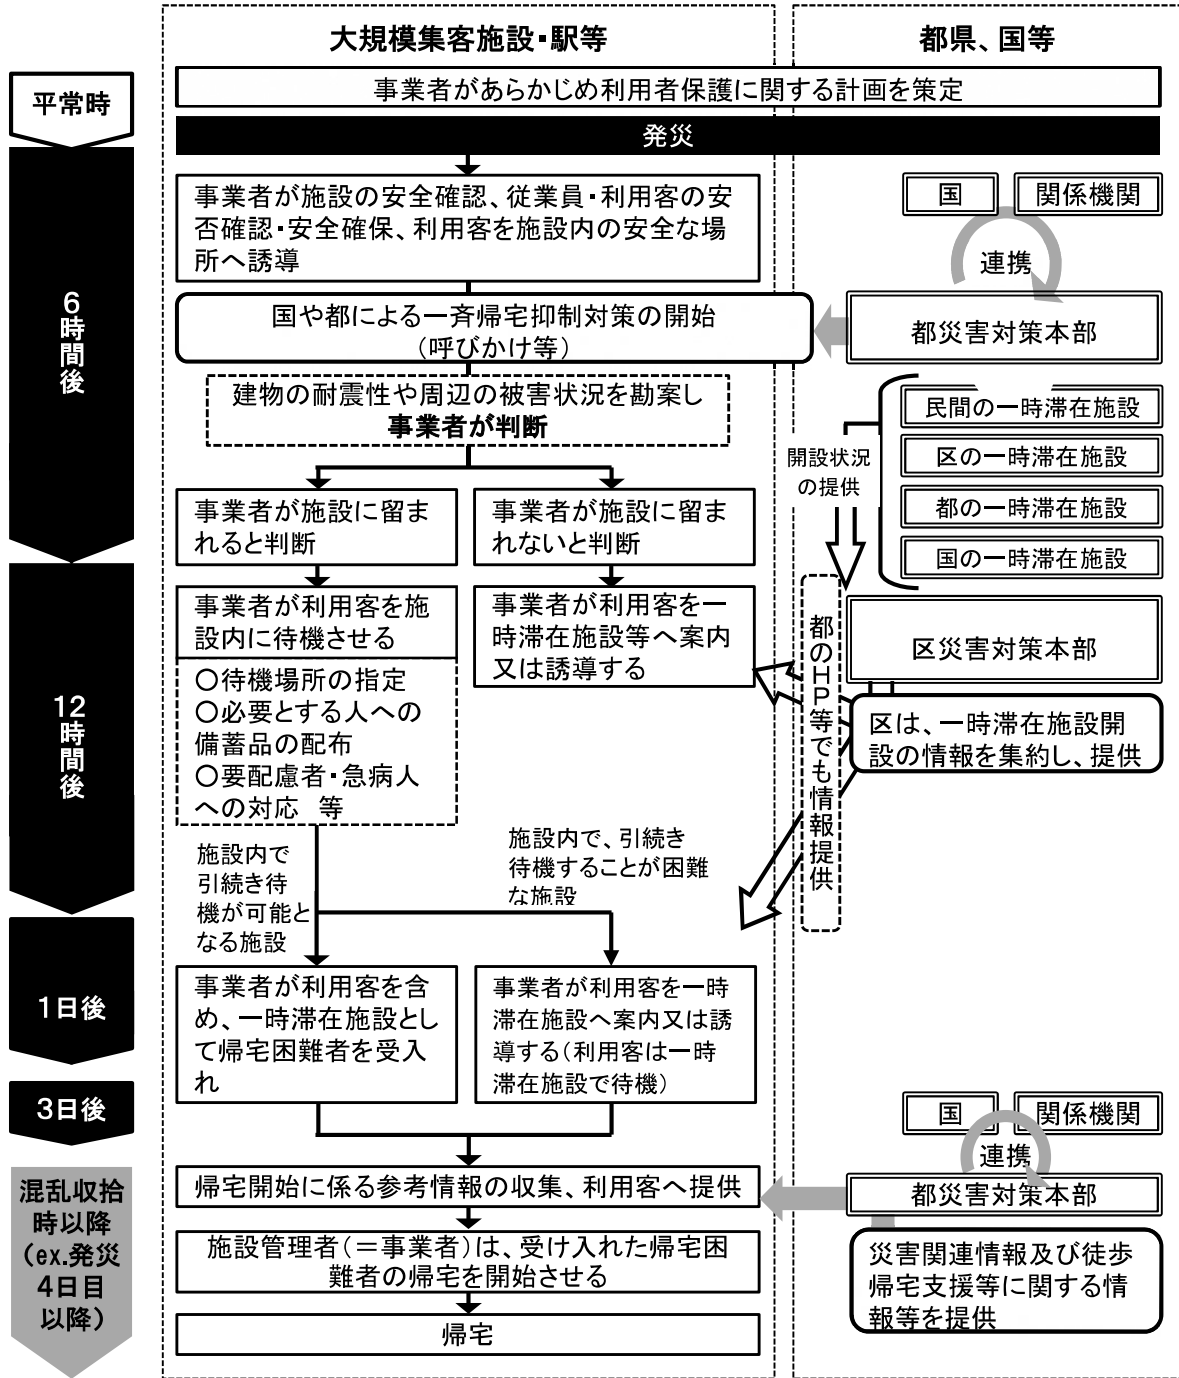 大規模集客施設・駅等
都県、国等
平常時
事業者があらかじめ利用者保護に関する計画を策定
発災
6時間後
事業者が施設の安全確認、従業員・利用客の安
否確認・安全確保、利用客を施設内の安全な場
所へ誘導
国
関係機関
連携
国や都による一斉帰宅抑制対策の開始
(呼びかけ等)
都災害対策本部
建物の耐震性や周辺の被害状況を勘案し
事業者が判断
民間の一時滞在施設
区の一時滞在施設
都の一時滞在施設
国の一時滞在施設
開設状況
の提供
事業者が施設に留ま
れると判断
事業者が施設に留ま
れないと判断
12時間後
事業者が利用客を施
設内に待機させる
○待機場所の指定
○必要とする人への
備蓄品の配布
○要配慮者・急病人
への対応 等
事業者が利用客を一
時滞在施設等へ案内
又は誘導する
都のHP等でも情報提供
区災害対策本部
区は、一時滞在施設開
設の情報を集約し、提供
施設内で
引続き待
機が可能と
なる施設
施設内で、引続き
待機することが困難
な施設
1日後
事業者が利用客を含
め、一時滞在施設とし
て帰宅困難者を受入
れ
事業者が利用客を一時
滞在施設へ案内又は誘
導する(利用客は一時
滞在施設で待機)
3日後
国
関係機関
連携
都災害対策本部
混乱収拾
時以降
(ex.発災
4日目
以降)
帰宅開始に係る参考情報の収集、利用客へ提供
施設管理者(=事業者)は、受け入れた帰宅困
難者の帰宅を開始させる
帰宅
災害関連情報及び徒歩
帰宅支援等に関する情
報等を提供